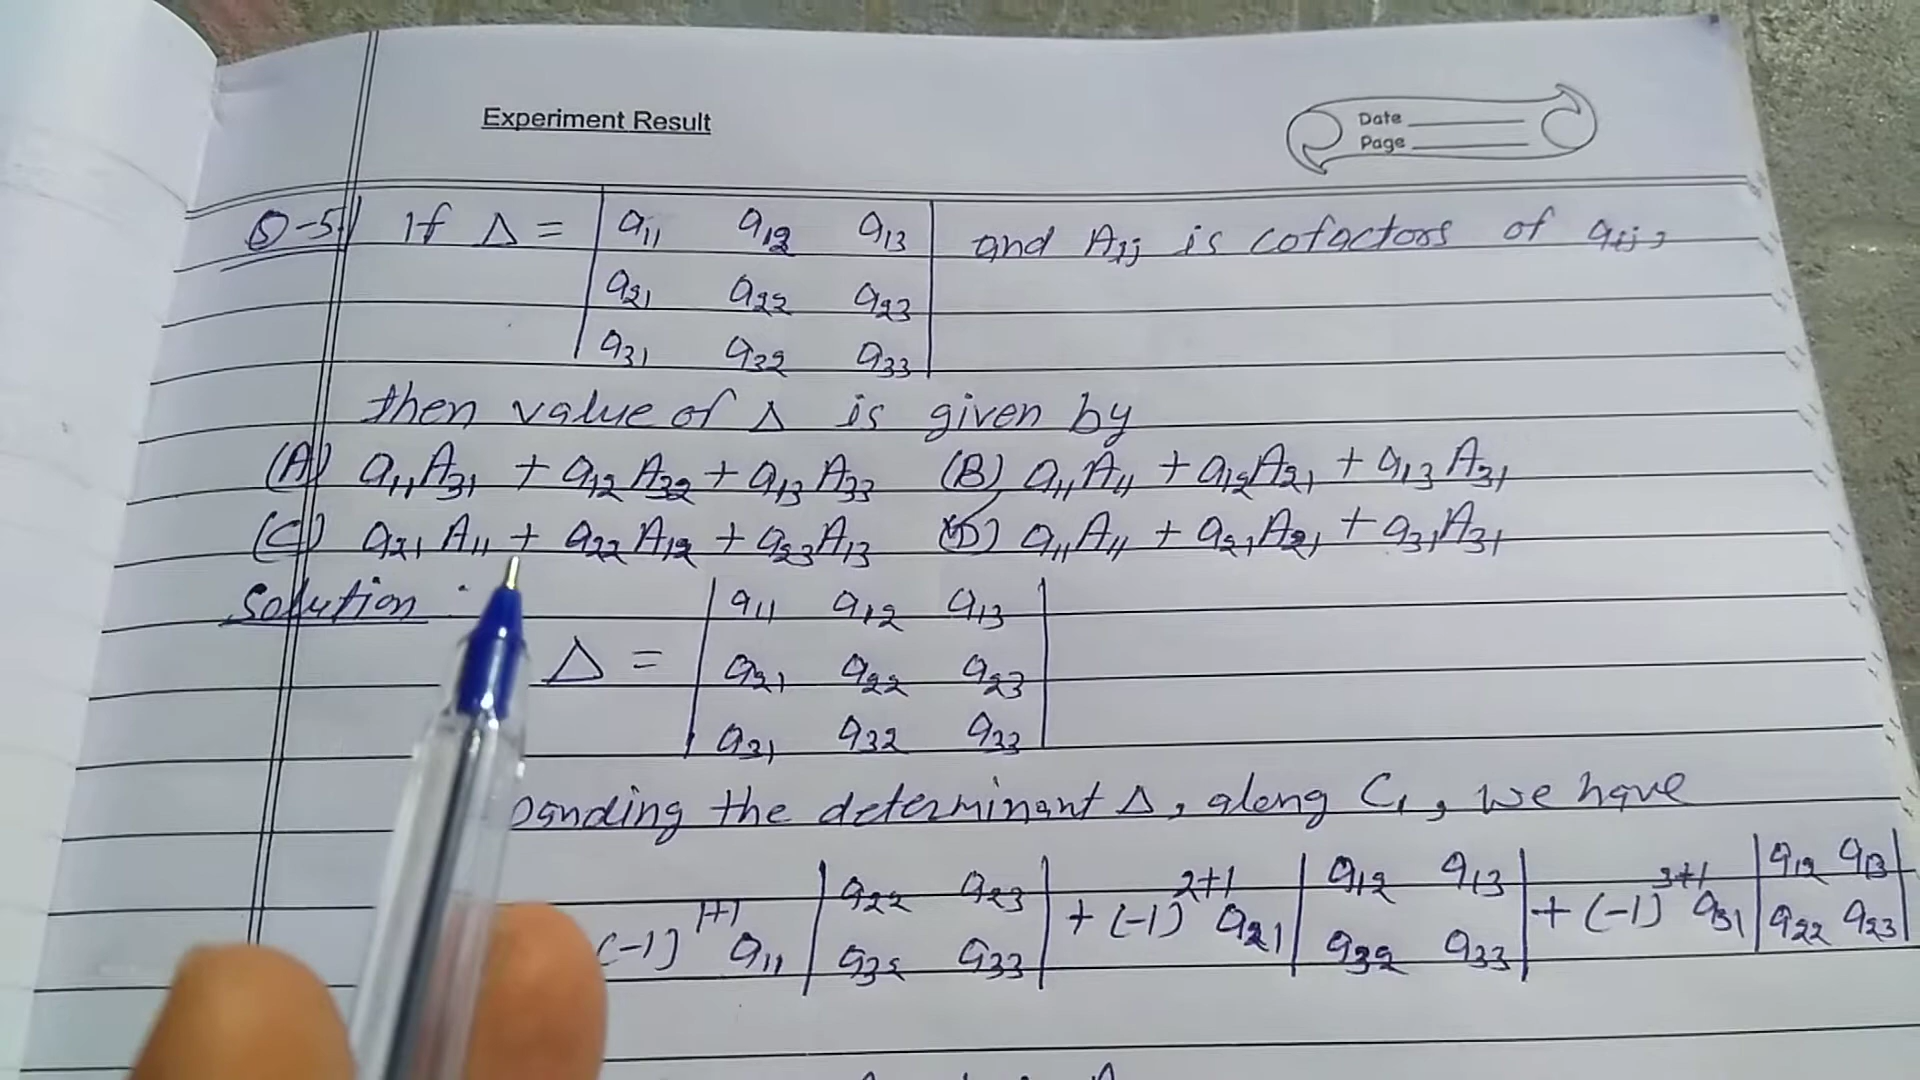 Experiment Result
Date
Page
Q-5 If Δ = | a₁₁ a₁₂ a₁₃ | and Aᵢⱼ is cofactors of aᵢⱼ,
| a₂₁ a₂₂ a₂₃ |
| a₃₁ a₃₂ a₃₃ |
then value of Δ is given by
(A) a₁₁A₃₁ + a₁₂A₃₂ + a₁₃A₃₃ (B) a₁₁A₁₁ + a₁₂A₂₁ + a₁₃A₃₁
(C) a₂₁A₁₁ + a₂₂A₁₂ + a₂₃A₁₃ (D) a₁₁A₁₁ + a₂₁A₂₁ + a₃₁A₃₁
Solution :
Δ = | a₁₁ a₁₂ a₁₃ |
| a₂₁ a₂₂ a₂₃ |
| a₃₁ a₃₂ a₃₃ |
panding the determinant Δ, along C₁, we have
(-1)¹⁺¹ a₁₁ | a₂₂ a₂₃ | + (-1)²⁺¹ a₂₁ | a₁₂ a₁₃ | + (-1)³⁺¹ a₃₁ | a₁₂ a₁₃ |
| a₃₂ a₃₃ | | a₃₂ a₃₃ | | a₂₂ a₂₃ |